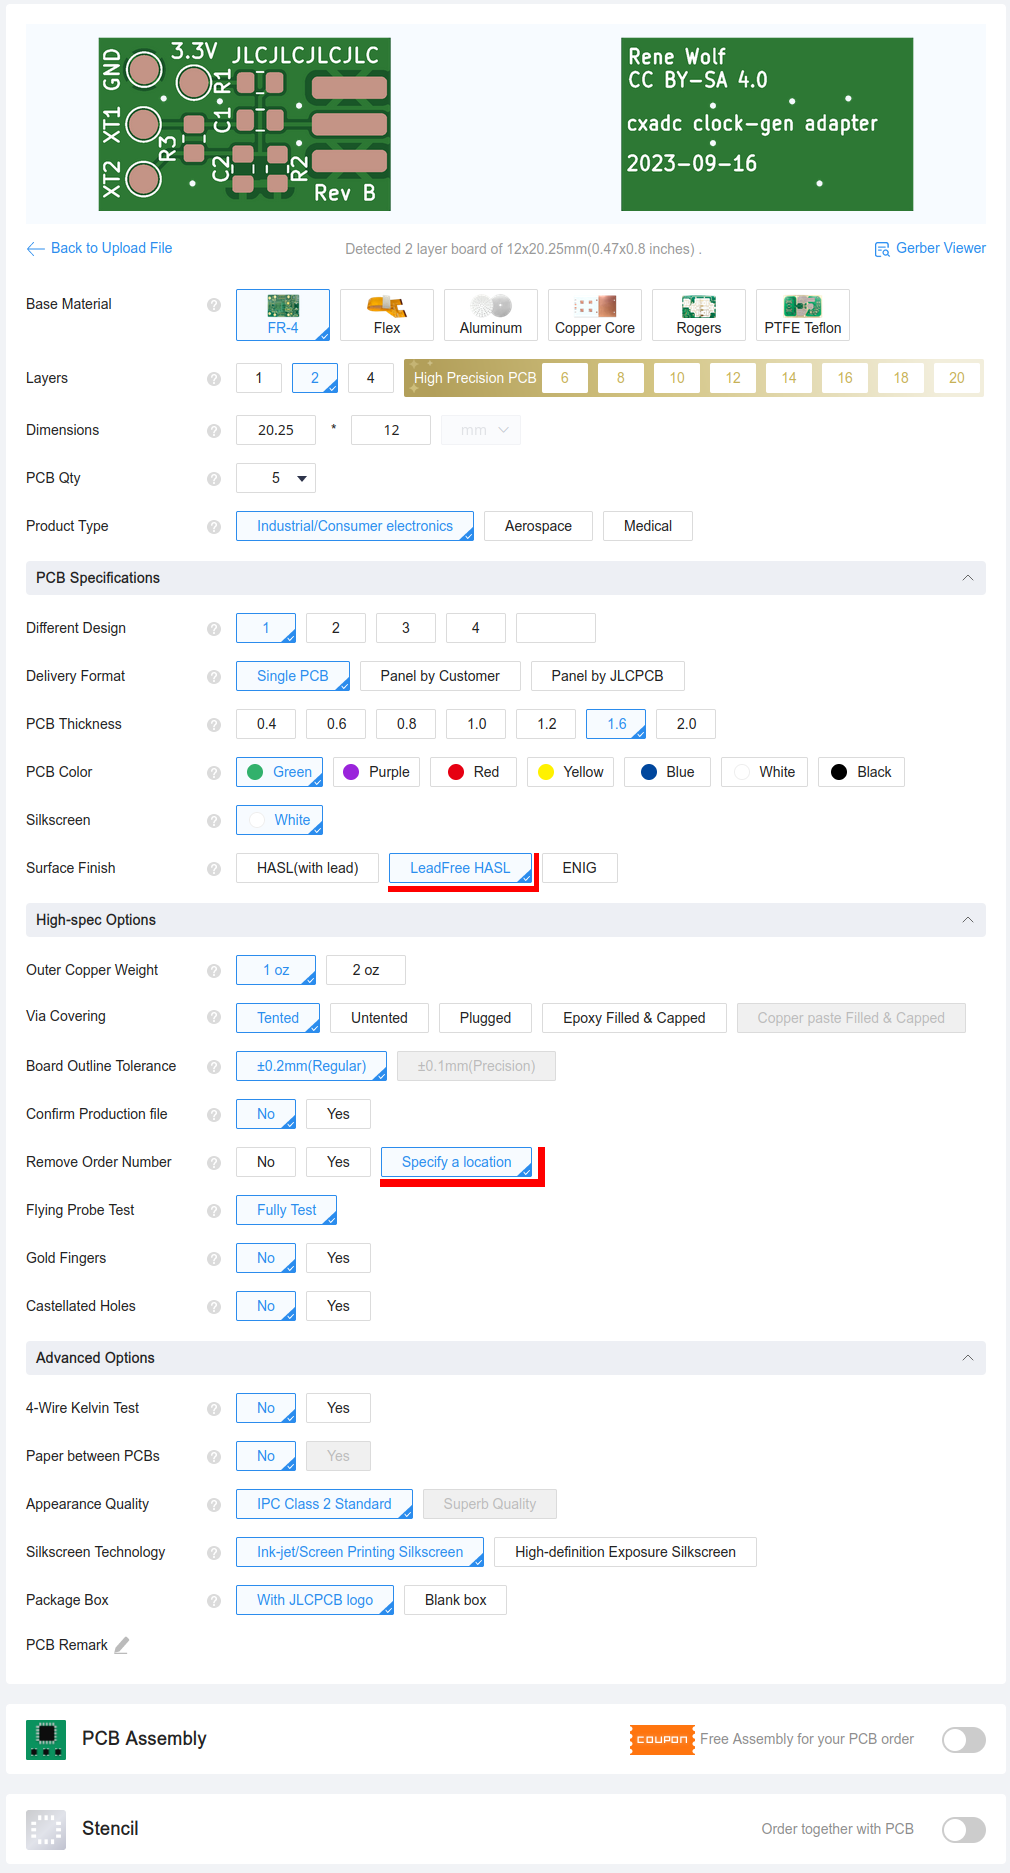 GND
3.3V
JLCJLCJLCJLC
R1
XT1
C1
R3
XT2
C2
R2
Rev B
Rene Wolf
CC BY-SA 4.0
cxadc clock-gen adapter
2023-09-16
Back to Upload File
Detected 2 layer board of 12x20.25mm(0.47x0.8 inches) .
Gerber Viewer
Base Material ? FR-4 Flex Aluminum Copper Core Rogers PTFE Teflon
Layers ? 1 2 4 High Precision PCB 6 8 10 12 14 16 18 20
Dimensions ? 20.25 * 12 mm
PCB Qty ? 5
Product Type ? Industrial/Consumer electronics Aerospace Medical
PCB Specifications
Different Design ? 1 2 3 4
Delivery Format ? Single PCB Panel by Customer Panel by JLCPCB
PCB Thickness ? 0.4 0.6 0.8 1.0 1.2 1.6 2.0
PCB Color ? Green Purple Red Yellow Blue White Black
Silkscreen ? White
Surface Finish ? HASL(with lead) LeadFree HASL ENIG
High-spec Options
Outer Copper Weight ? 1 oz 2 oz
Via Covering ? Tented Untented Plugged Epoxy Filled & Capped Copper paste Filled & Capped
Board Outline Tolerance ? ±0.2mm(Regular) ±0.1mm(Precision)
Confirm Production file ? No Yes
Remove Order Number ? No Yes Specify a location
Flying Probe Test ? Fully Test
Gold Fingers ? No Yes
Castellated Holes ? No Yes
Advanced Options
4-Wire Kelvin Test ? No Yes
Paper between PCBs ? No Yes
Appearance Quality ? IPC Class 2 Standard Superb Quality
Silkscreen Technology ? Ink-jet/Screen Printing Silkscreen High-definition Exposure Silkscreen
Package Box ? With JLCPCB logo Blank box
PCB Remark
PCB Assembly COUPON Free Assembly for your PCB order
Stencil Order together with PCB